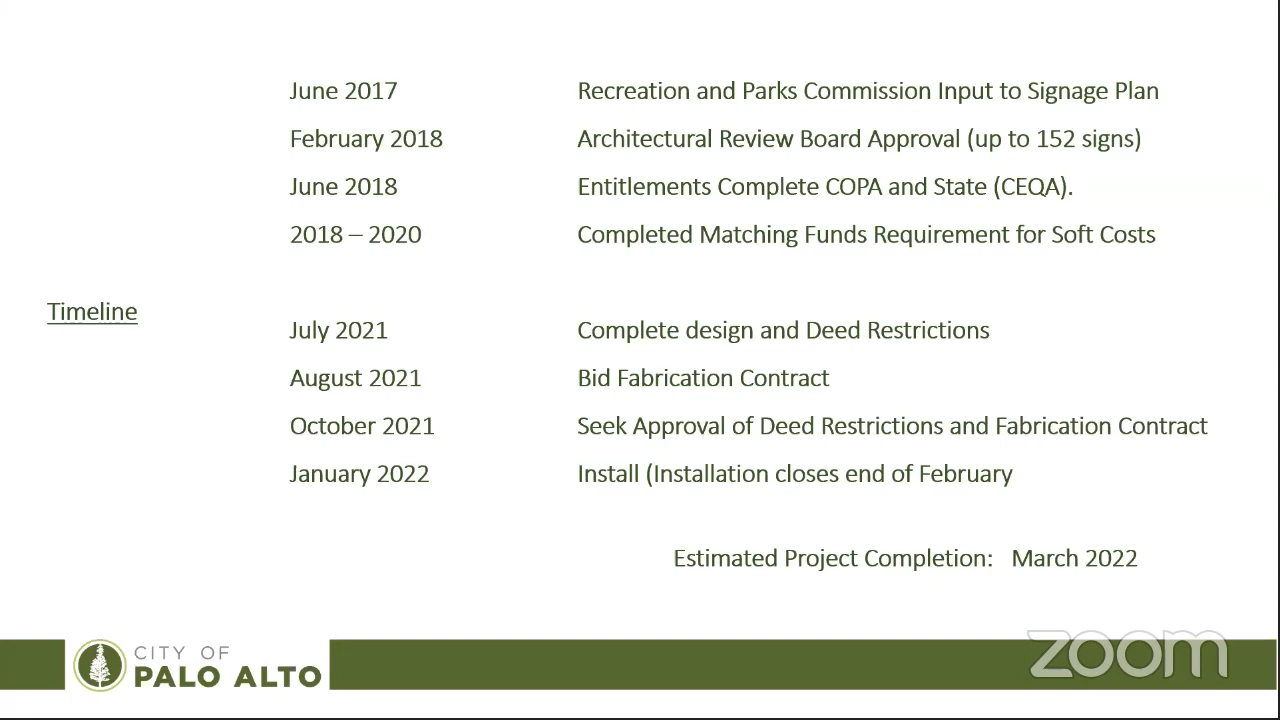 June 2017 Recreation and Parks Commission Input to Signage Plan
February 2018 Architectural Review Board Approval (up to 152 signs)
June 2018 Entitlements Complete COPA and State (CEQA).
2018 – 2020 Completed Matching Funds Requirement for Soft Costs
Timeline
July 2021 Complete design and Deed Restrictions
August 2021 Bid Fabrication Contract
October 2021 Seek Approval of Deed Restrictions and Fabrication Contract
January 2022 Install (Installation closes end of February
Estimated Project Completion: March 2022
CITY OF
PALO ALTO
zoom